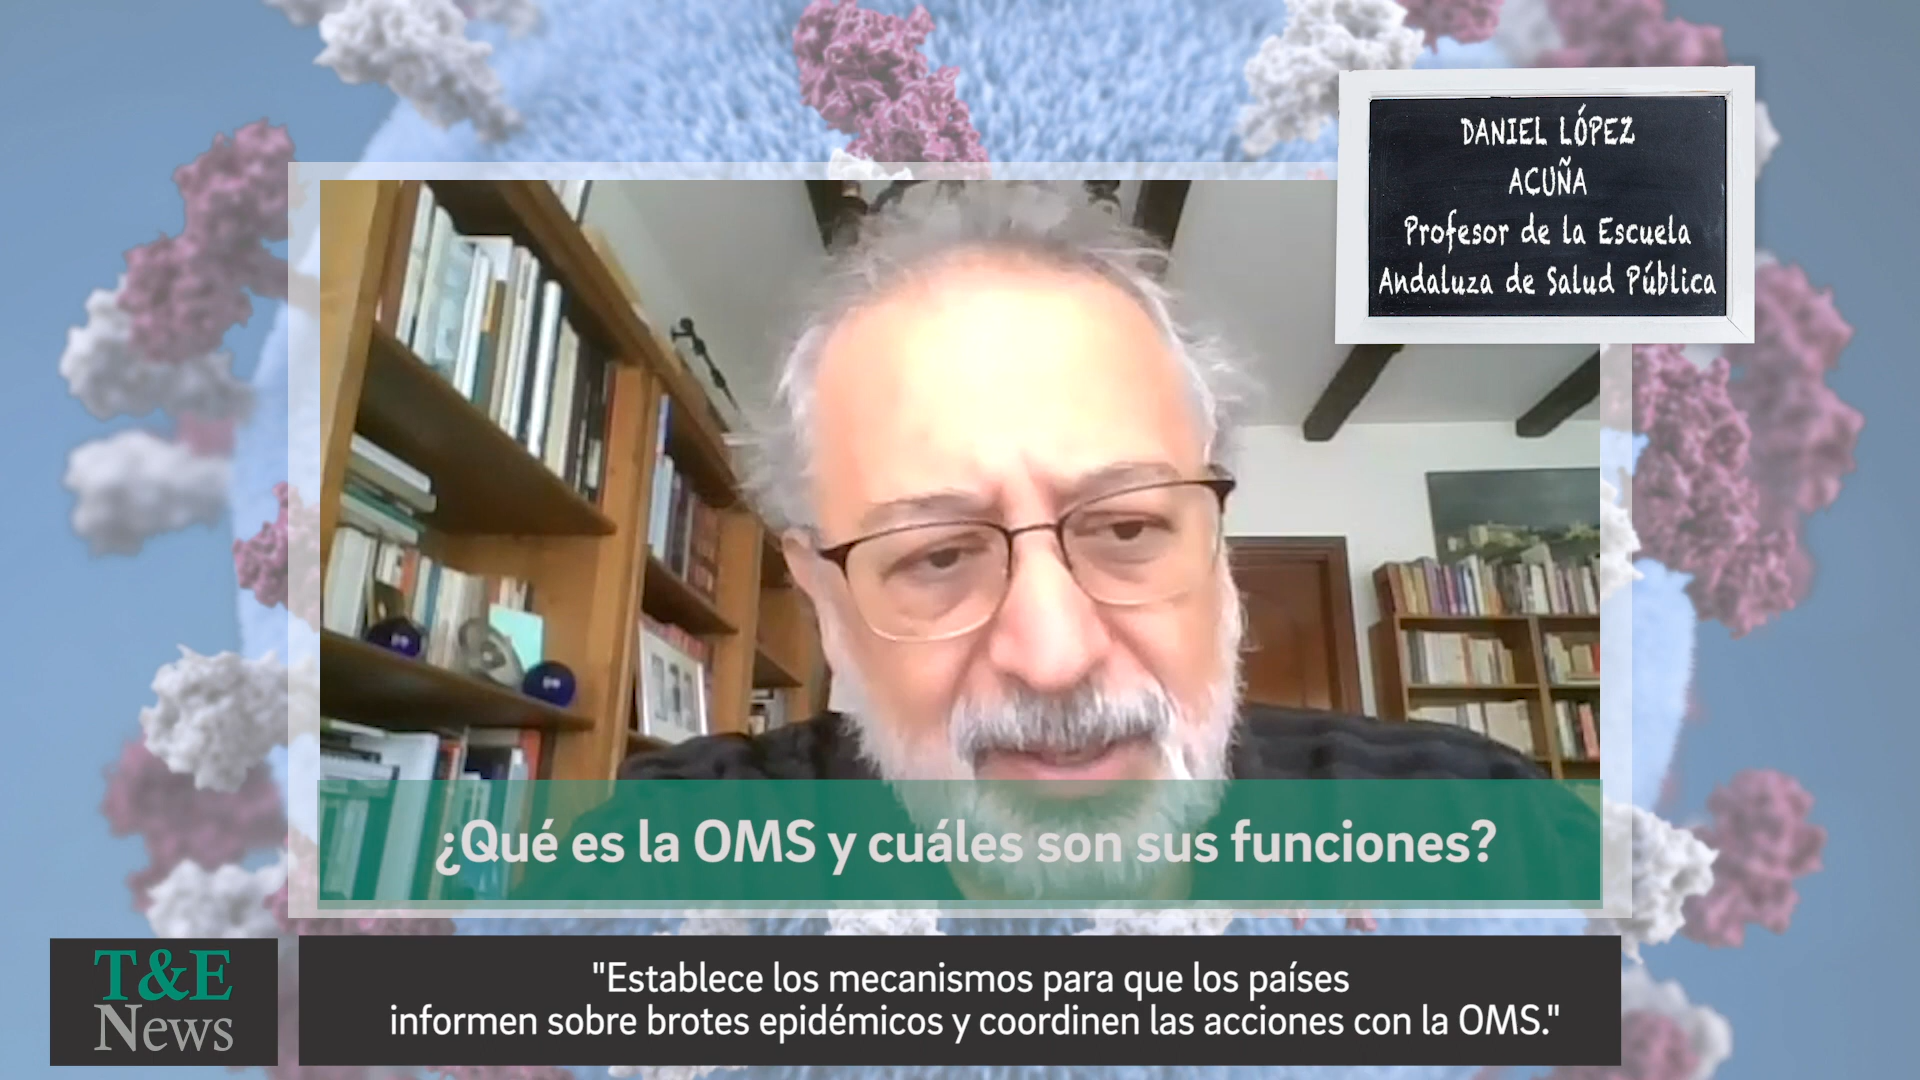 DANIEL LÓPEZ
ACUÑA
Profesor de la Escuela
Andaluza de Salud Pública
¿Qué es la OMS y cuáles son sus funciones?
T&E
News
"Establece los mecanismos para que los países
informen sobre brotes epidémicos y coordinen las acciones con la OMS."